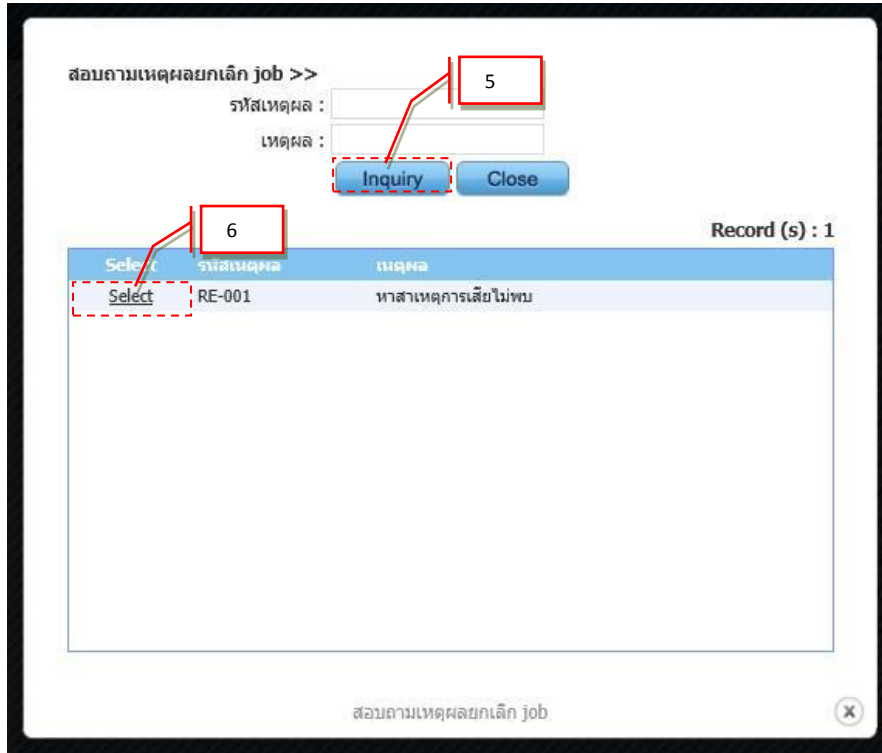 สอบถามเหตุผลยกเลิก job >>
5
รหัสเหตุผล :
เหตุผล :
Inquiry Close
6
Record (s) : 1
Select รหัสเหตุผล เหตุผล
Select RE-001 หาสาเหตุการเสียไม่พบ
สอบถามเหตุผลยกเลิก job